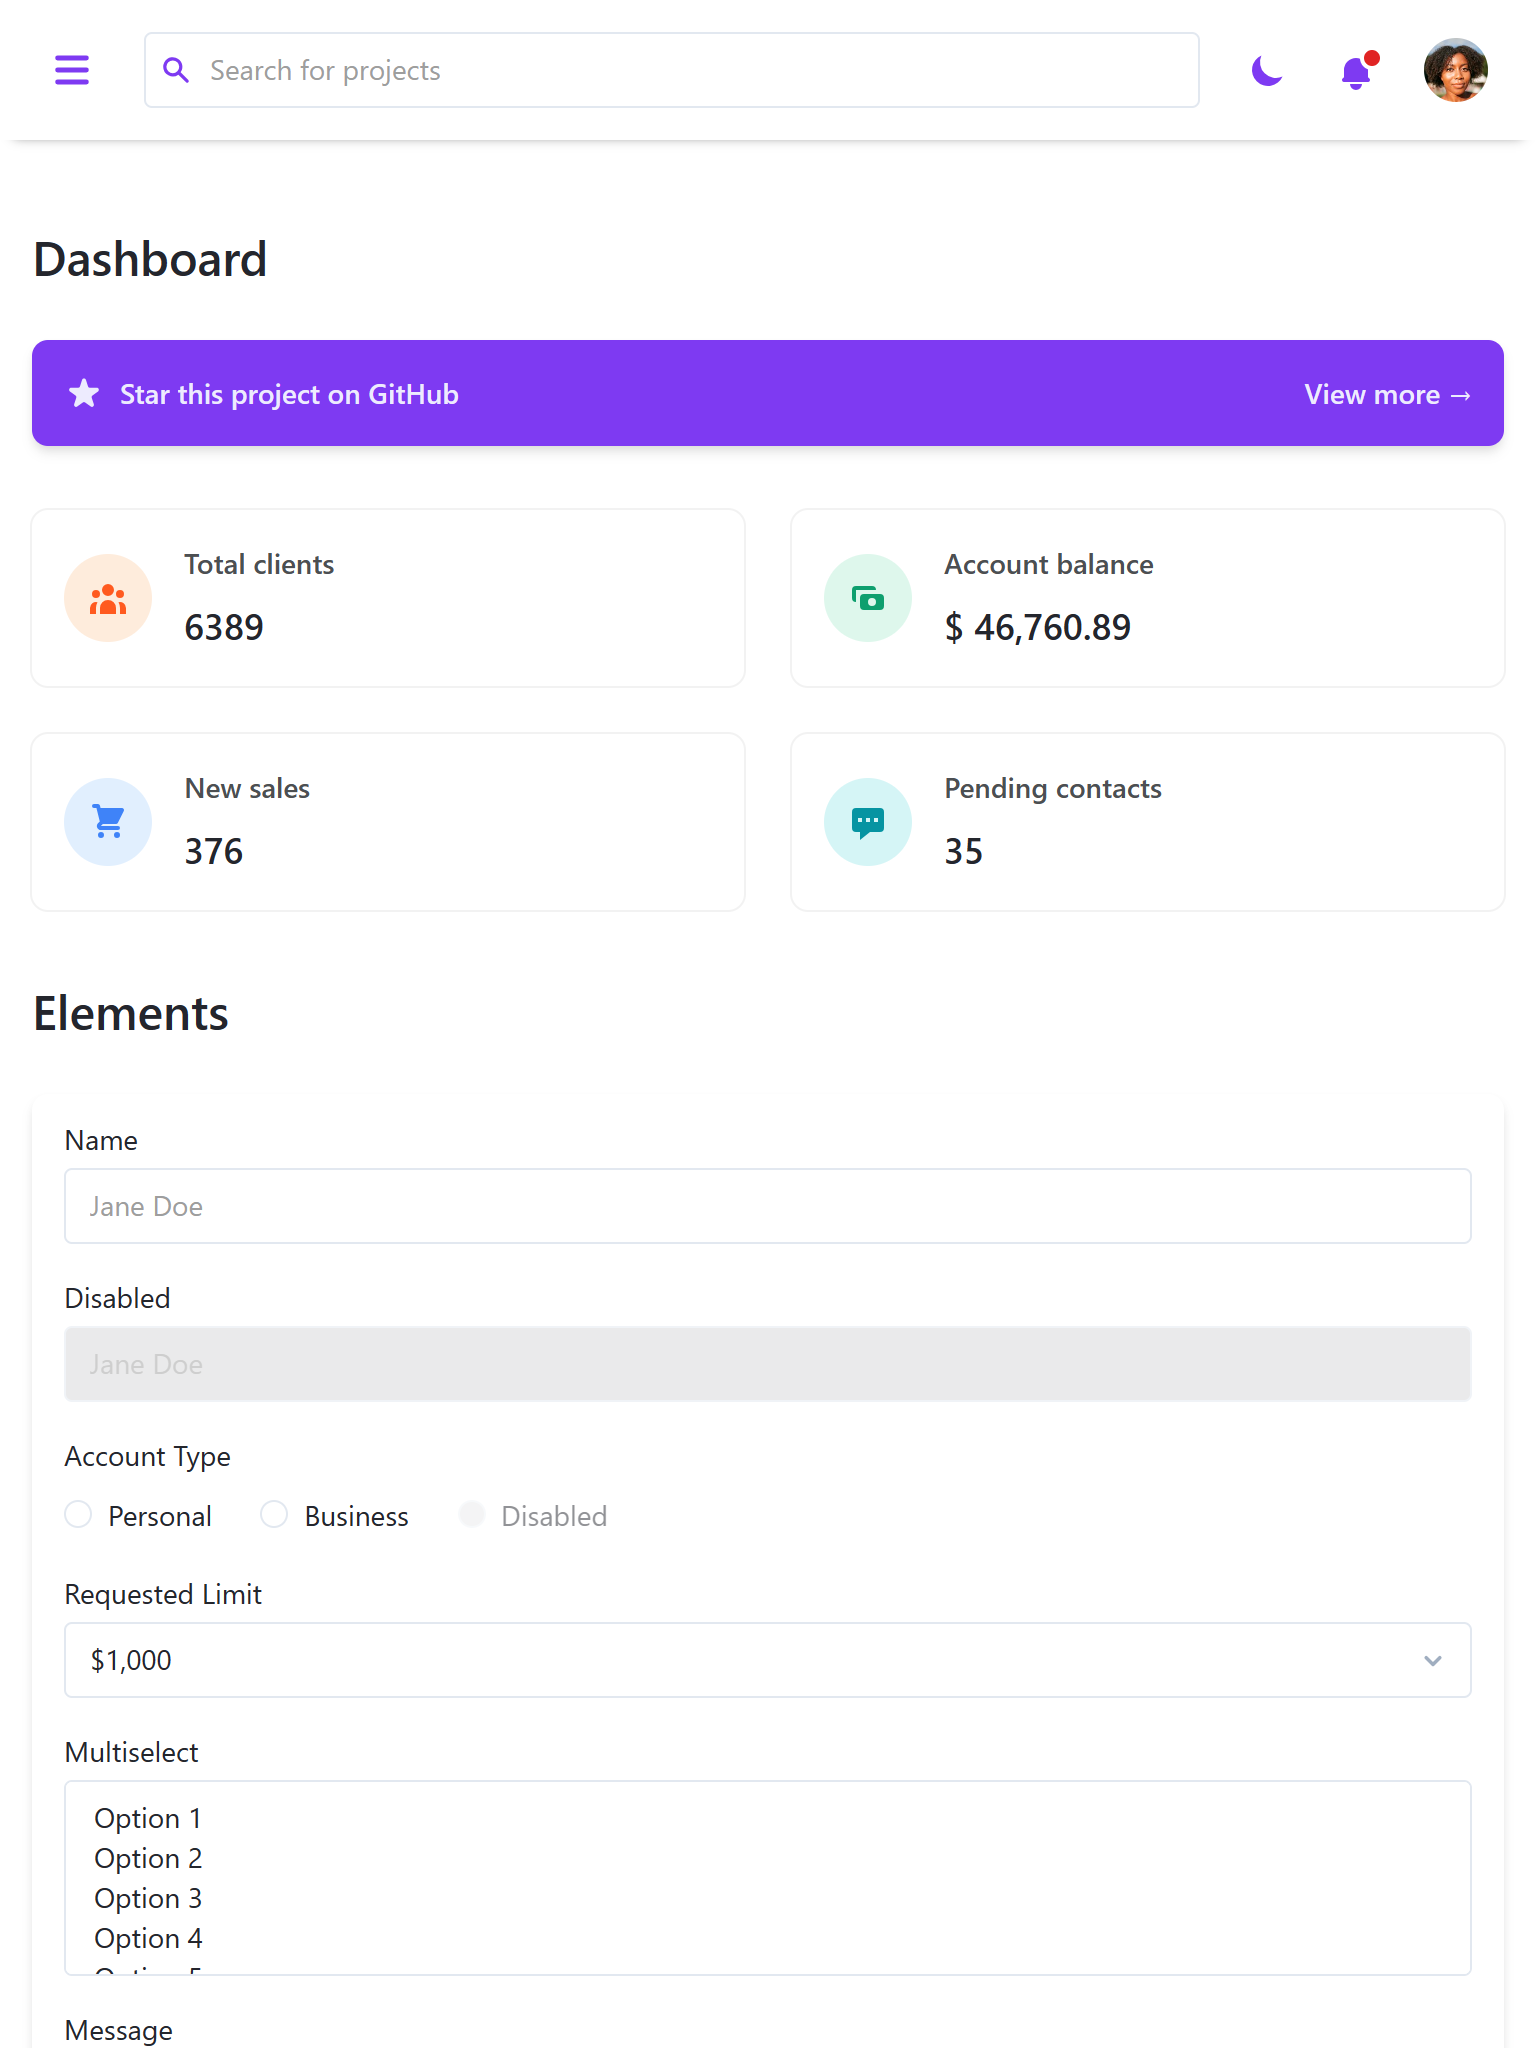 Search for projects
Dashboard
Star this project on GitHub
View more →
Total clients
6389
Account balance
$ 46,760.89
New sales
376
Pending contacts
35
Elements
Name
Jane Doe
Disabled
Jane Doe
Account Type
Personal
Business
Disabled
Requested Limit
$1,000
Multiselect
Option 1
Option 2
Option 3
Option 4
Option 5
Message